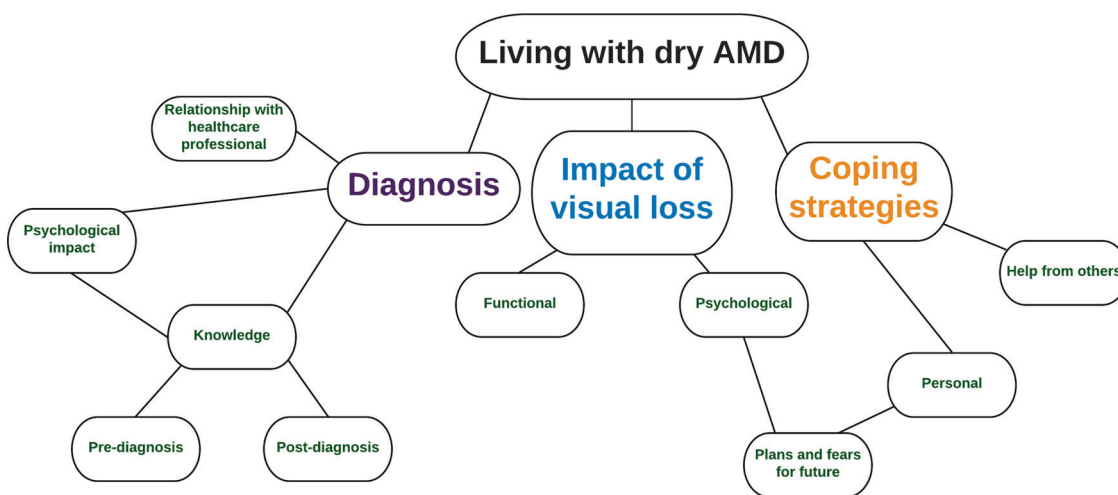 Living with dry AMD
Relationship with
healthcare
professional
Diagnosis
Impact of
visual loss
Coping
strategies
Psychological
impact
Help from others
Functional
Psychological
Knowledge
Personal
Pre-diagnosis
Post-diagnosis
Plans and fears
for future